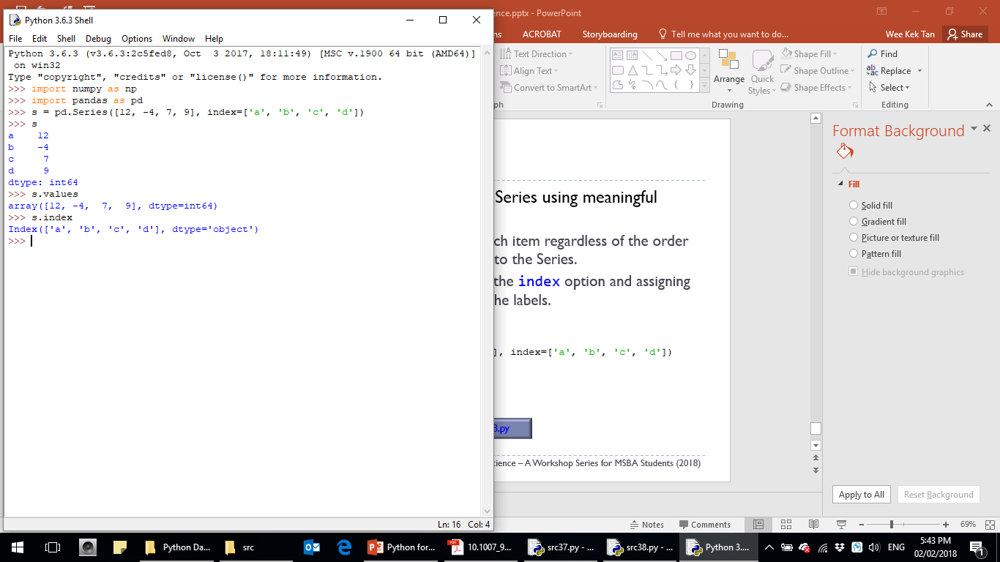 Python 3.6.3 Shell
File Edit Shell Debug Options Window Help
Python 3.6.3 (v3.6.3:2c5fed8, Oct  3 2017, 18:11:49) [MSC v.1900 64 bit (AMD64)]
on win32
Type "copyright", "credits" or "license()" for more information.
>>> import numpy as np
>>> import pandas as pd
>>> s = pd.Series([12, -4, 7, 9], index=['a', 'b', 'c', 'd'])
>>> s
a    12
b    -4
c     7
d     9
dtype: int64
>>> s.values
array([12, -4,  7,  9], dtype=int64)
>>> s.index
Index(['a', 'b', 'c', 'd'], dtype='object')
>>>
Ln: 16 Col: 4
ence.pptx - PowerPoint
ns ACROBAT Storyboarding Tell me what you want to do... Wee Kek Tan Share
Text Direction
Align Text
Convert to SmartArt
ph
Arrange
Quick
Styles
Shape Fill
Shape Outline
Shape Effects
Drawing
Find
Replace
Select
Editing
Series using meaningful
ch item regardless of the order
to the Series.
the index option and assigning
he labels.
], index=['a', 'b', 'c', 'd'])
3.py
cience – A Workshop Series for MSBA Students (2018)
Format Background
Fill
Solid fill
Gradient fill
Picture or texture fill
Pattern fill
Hide background graphics
Apply to All
Reset Background
Notes Comments 69%
Python Da...
src
Python for...
10.1007_9...
src37.py - ...
src38.py - ...
Python 3....
ENG
5:43 PM
02/02/2018
1